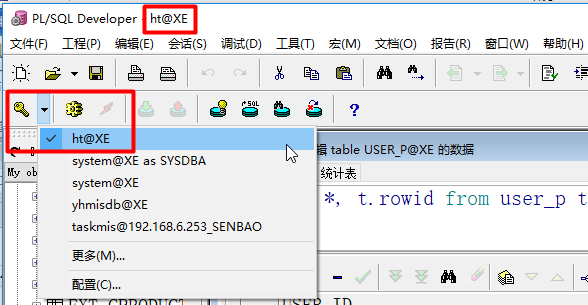 PL/SQL Developer - ht@XE
文件(F) 工程(P) 编辑(E) 会话(S) 调试(D) 工具(T) 宏(M) 文档(O) 报告(R) 窗口(W) 帮助(H)
SQL ?
ht@XE
system@XE as SYSDBA
辑 table USER_P@XE 的数据
My
统计表
system@XE
yhmisdb@XE
*, t.rowid from user_p t
taskmis@192.168.6.253_SENBAO
更多(M)...
配置(C)...
USER_ID